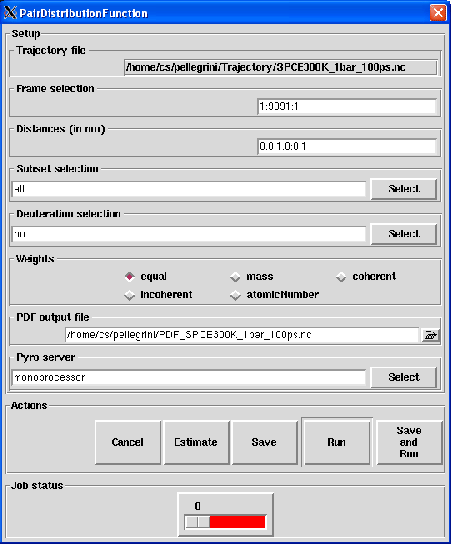 PairDistributionFunction
Setup
Trajectory file
/home/cs/pellegrini/Trajectory/SPCE300K_1bar_100ps.nc
Frame selection
1:9091:1
Distances (in nm)
0.0:1.0:0.1
Subset selection
all
Select
Deuteration selection
no
Select
Weights
equal
mass
coherent
incoherent
atomicNumber
PDF output file
/home/cs/pellegrini/PDF_SPCE300K_1bar_100ps.nc
Pyro server
monoprocessor
Select
Actions
Cancel
Estimate
Save
Run
Save
and
Run
Job status
0